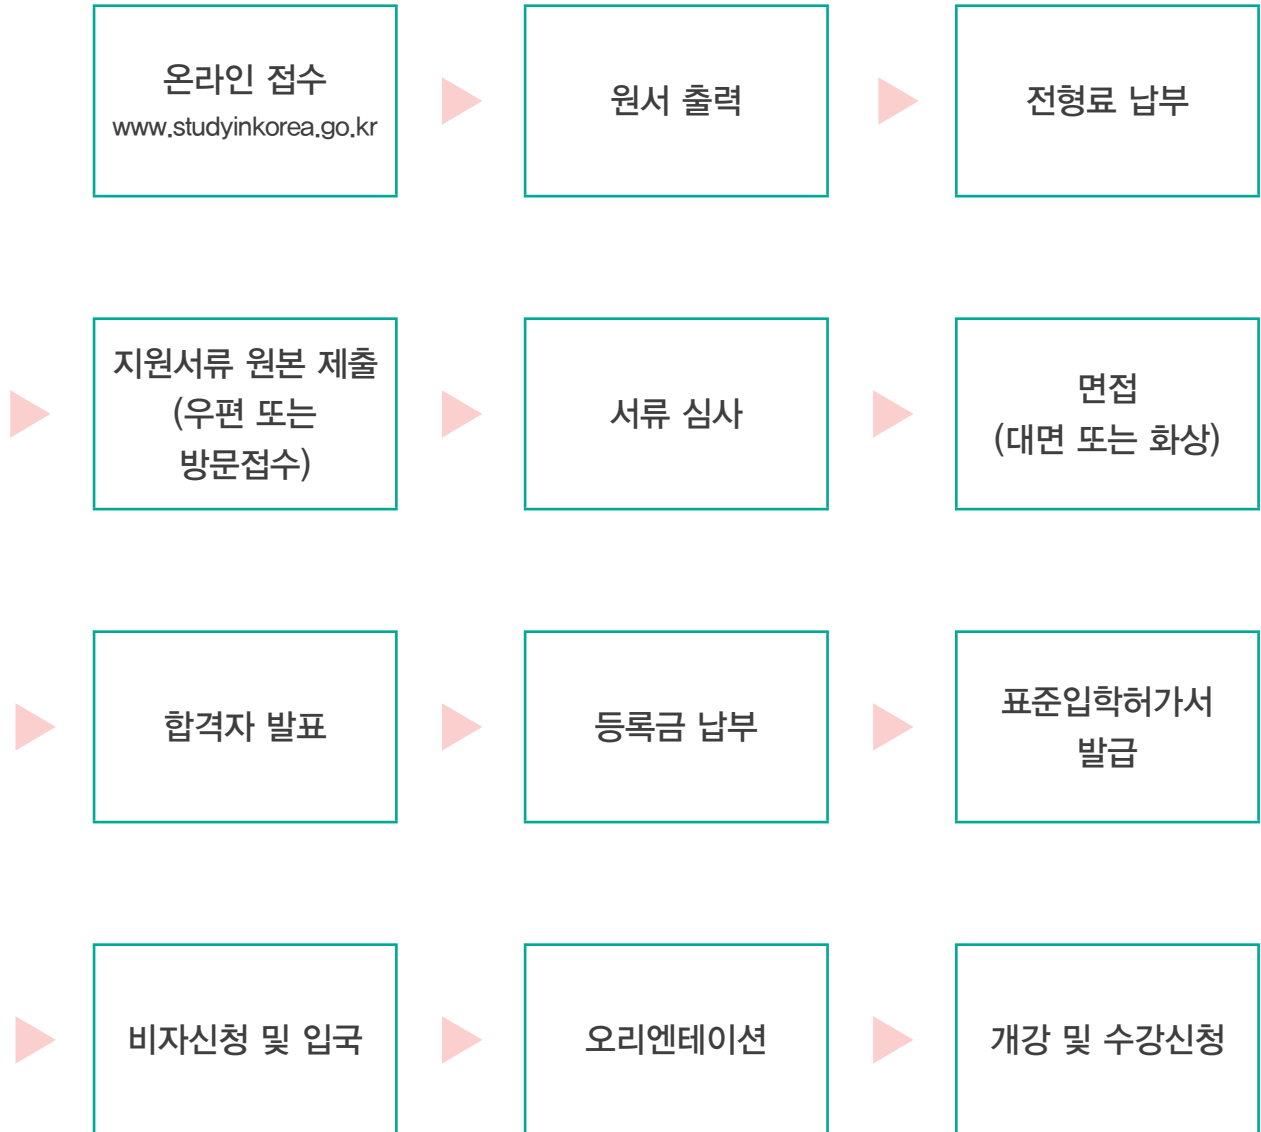 온라인 접수
www.studyinkorea.go.kr
원서 출력
전형료 납부
지원서류 원본 제출
(우편 또는
방문접수)
서류 심사
면접
(대면 또는 화상)
합격자 발표
등록금 납부
표준입학허가서
발급
비자신청 및 입국
오리엔테이션
개강 및 수강신청